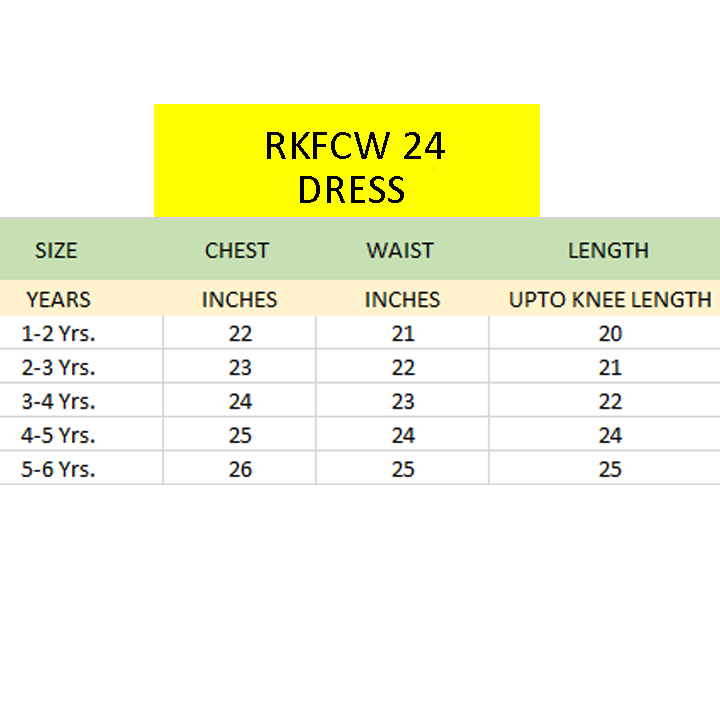 RKFCW 24
DRESS
SIZE CHEST WAIST LENGTH
YEARS INCHES INCHES UPTO KNEE LENGTH
1-2 Yrs. 22 21 20
2-3 Yrs. 23 22 21
3-4 Yrs. 24 23 22
4-5 Yrs. 25 24 24
5-6 Yrs. 26 25 25